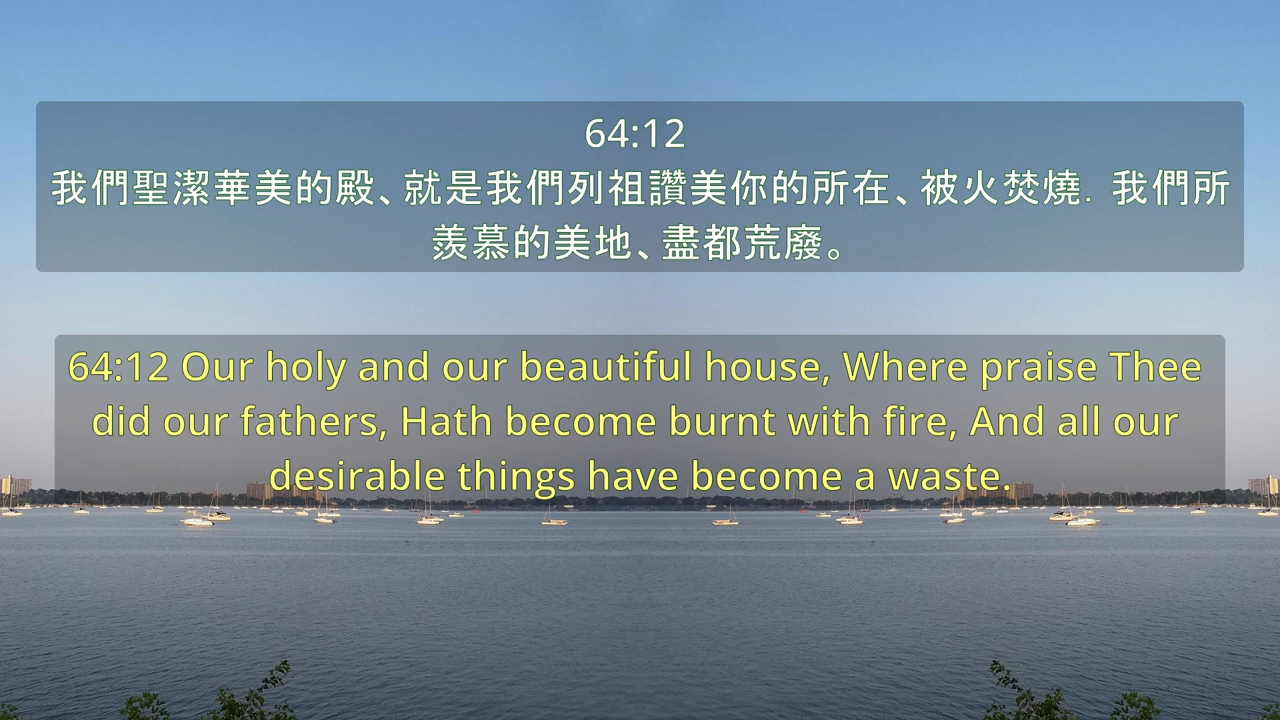 64:12
我們聖潔華美的殿、就是我們列祖讚美你的所在、被火焚燒. 我們所
羨慕的美地、盡都荒廢。
64:12 Our holy and our beautiful house, Where praise Thee
did our fathers, Hath become burnt with fire, And all our
desirable things have become a waste.